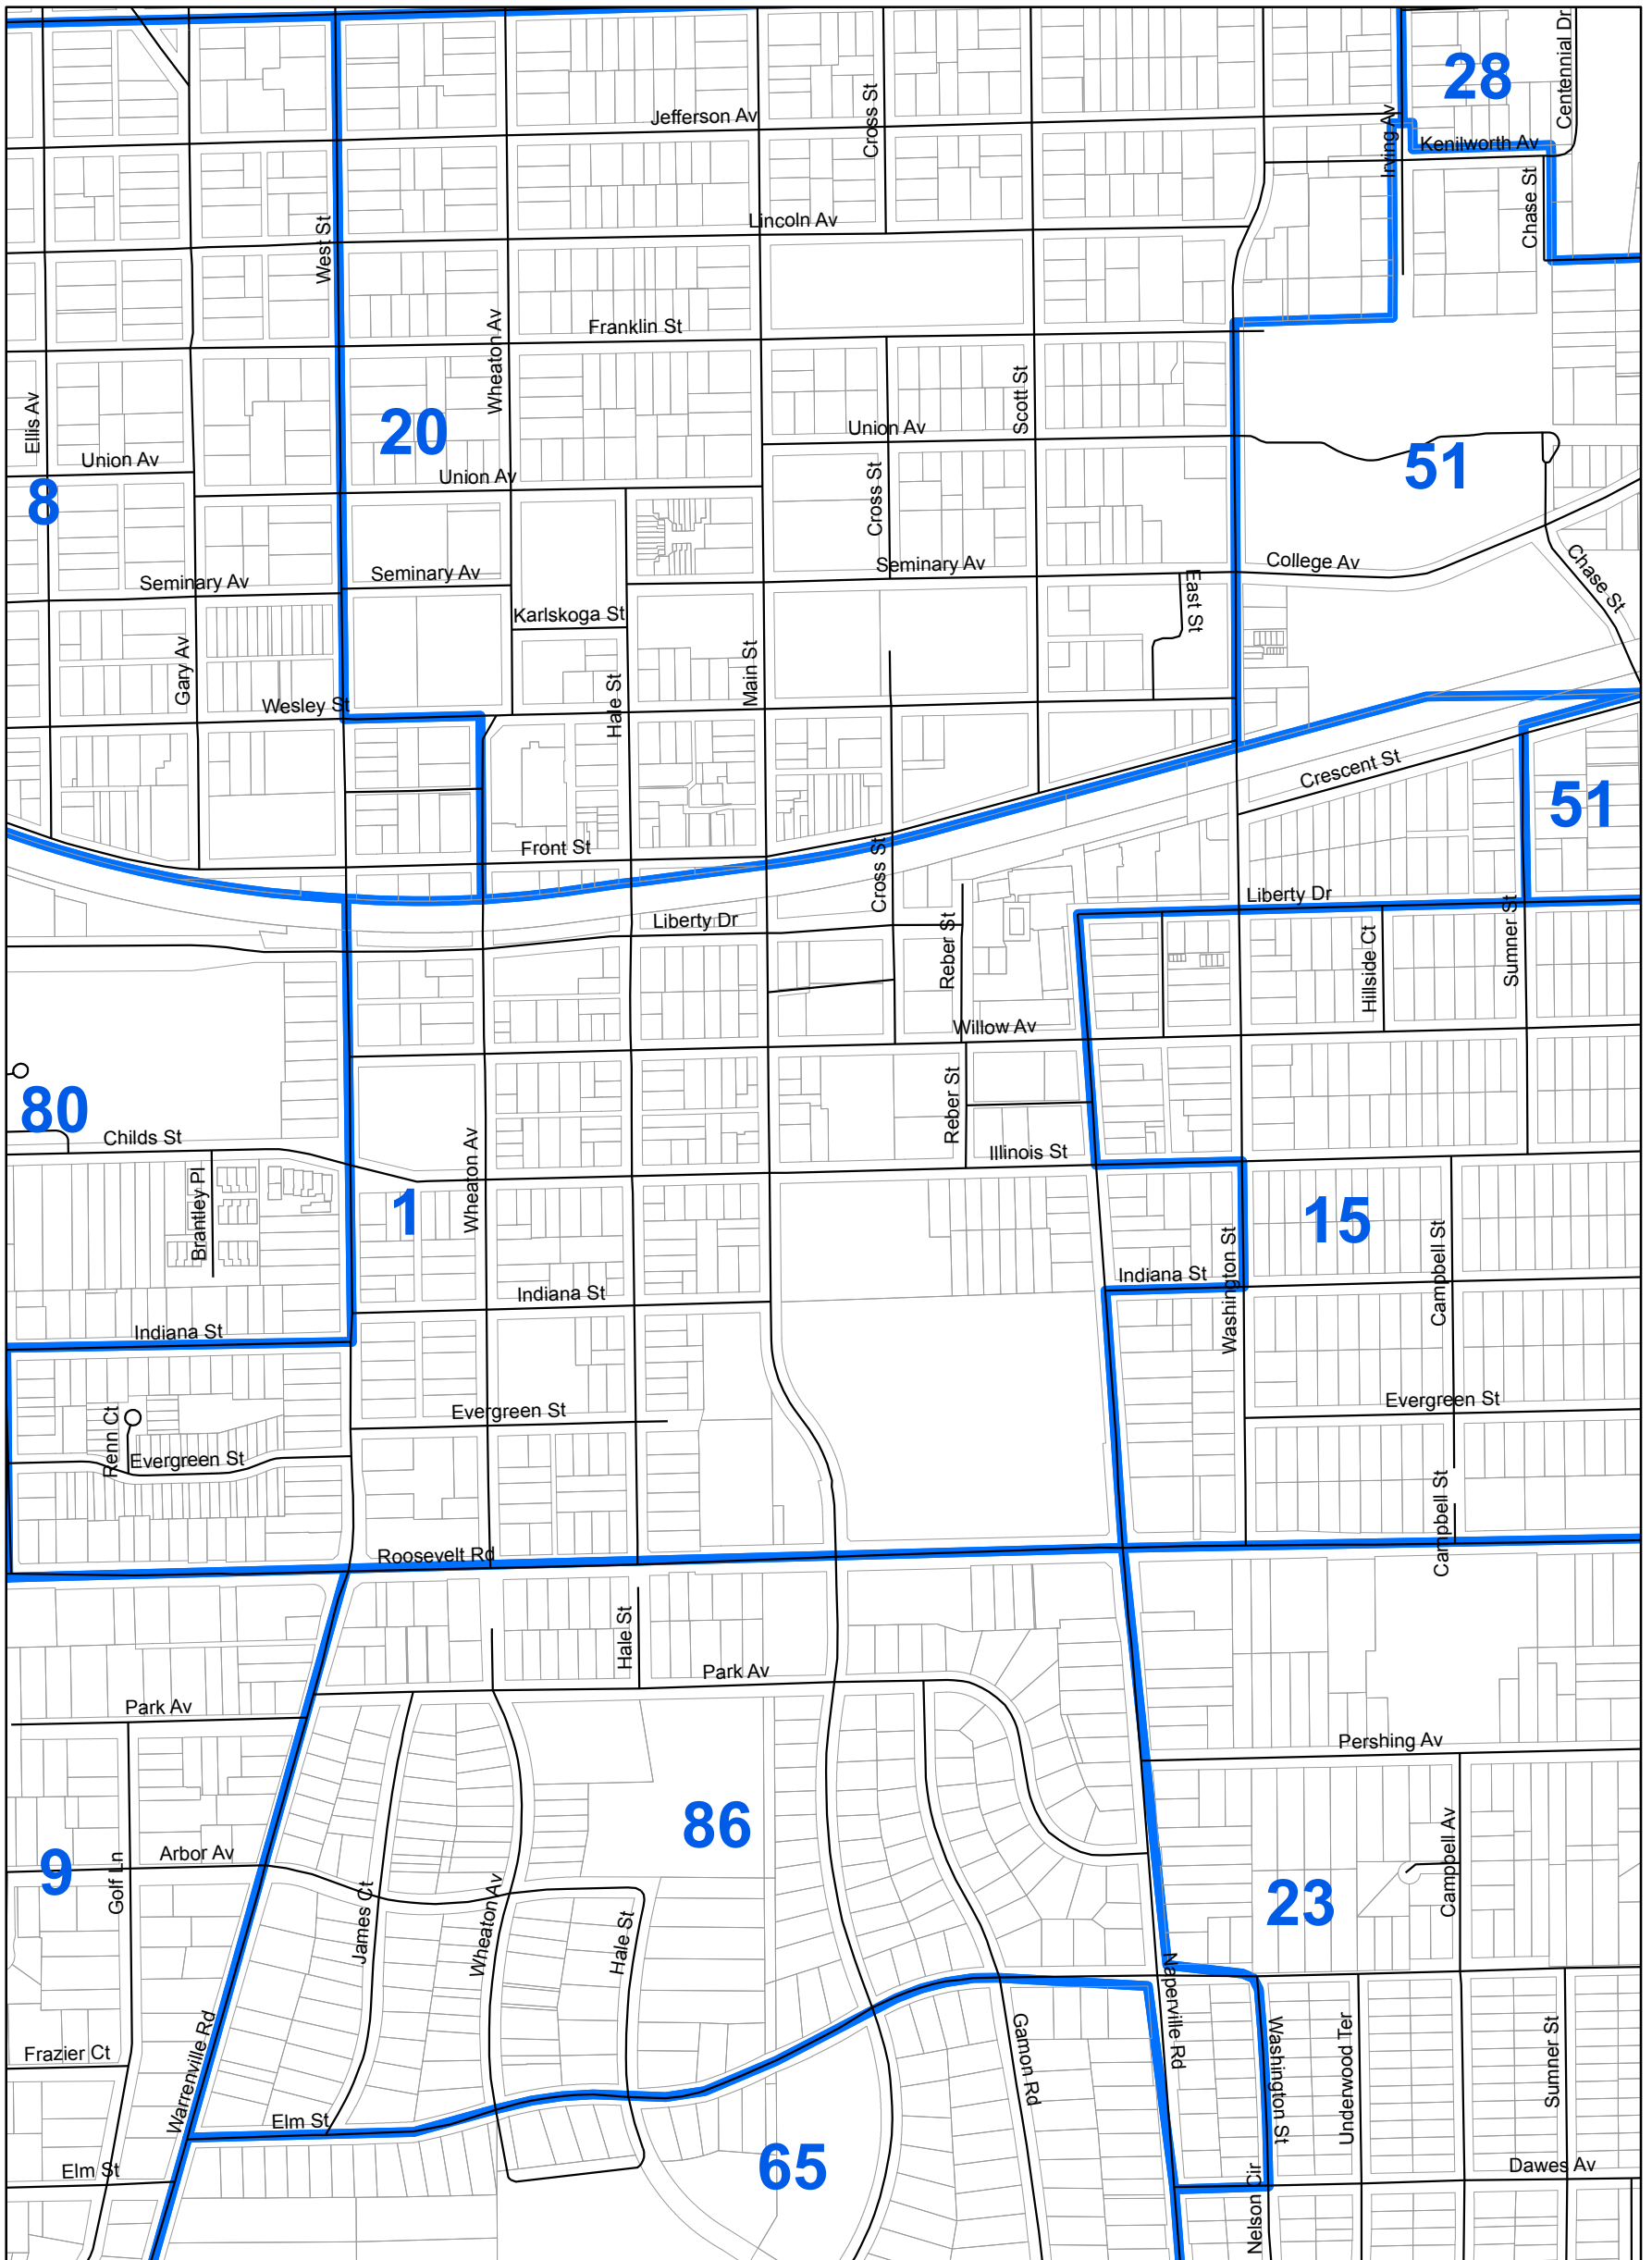 Centennial Dr
28
Jefferson Av
Cross St
Irving Av
Kenilworth Av
Chase St
Lincoln Av
West St
Franklin St
Wheaton Av
Scott St
Ellis Av
20
Union Av
51
Union Av
Union Av
8
Cross St
Seminary Av
College Av
Seminary Av
Seminary Av
Chase St
East St
Karlskoga St
Gary Av
Main St
Hale St
Wesley St
Crescent St
51
Front St
Cross St
Liberty Dr
Liberty Dr
Reber St
Hillside Ct
Sumner St
Willow Av
80
Reber St
Childs St
Illinois St
Brantley Pl
Wheaton Av
1
15
Washington St
Campbell St
Indiana St
Indiana St
Indiana St
Evergreen St
Evergreen St
Renn Ct
Evergreen St
Campbell St
Roosevelt Rd
Hale St
Park Av
Park Av
Pershing Av
86
Arbor Av
Golf Ln
9
Campbell Av
23
James Ct
Wheaton Av
Hale St
Naperville Rd
Gamon Rd
Washington St
Underwood Ter
Sumner St
Frazier Ct
Warrenville Rd
Elm St
Elm St
65
Dawes Av
Nelson Cir